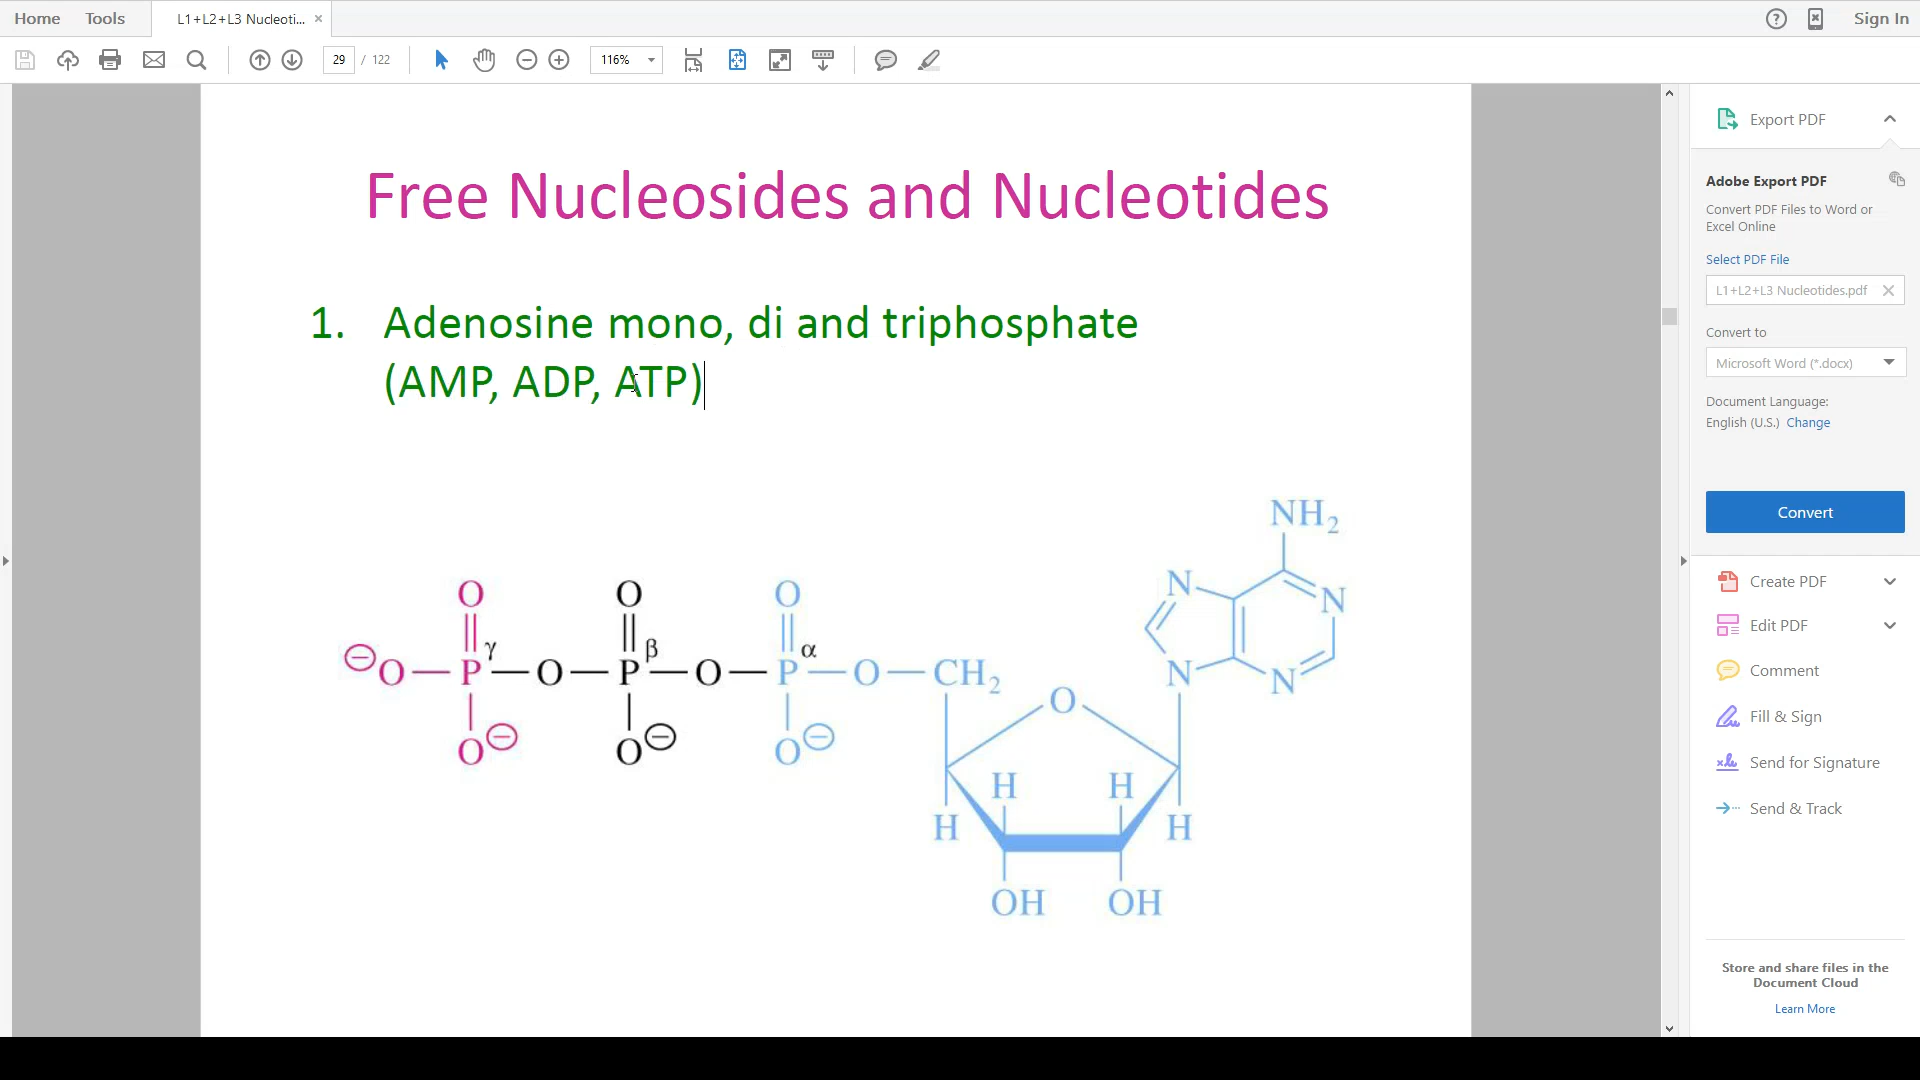 Home Tools L1+L2+L3 Nucleoti... × Sign In
29 / 122 116%
Export PDF
Adobe Export PDF
Convert PDF Files to Word or
Excel Online
Select PDF File
L1+L2+L3 Nucleotides.pdf
Convert to
Microsoft Word (*.docx)
Document Language:
English (U.S.) Change
Convert
Create PDF
Edit PDF
Comment
Fill & Sign
Send for Signature
Send & Track
Store and share files in the
Document Cloud
Learn More
Free Nucleosides and Nucleotides
1. Adenosine mono, di and triphosphate
(AMP, ADP, ATP)
NH2
O O O N N
γ β α
⊖O—P—O—P—O—P—O—CH2 N N
O
O⊖ O⊖ O⊖
H H
H H
OH OH